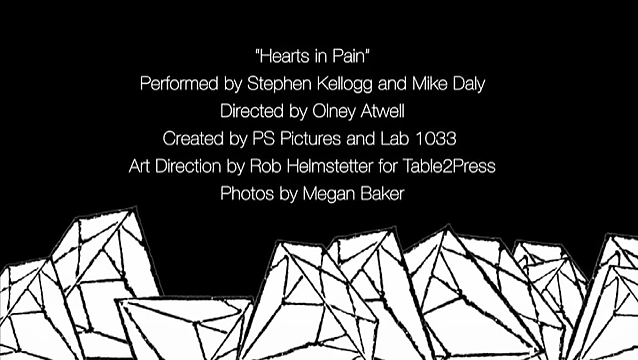 "Hearts in Pain"
Performed by Stephen Kellogg and Mike Daly
Directed by Olney Atwell
Created by PS Pictures and Lab 1033
Art Direction by Rob Helmstetter for Table2Press
Photos by Megan Baker